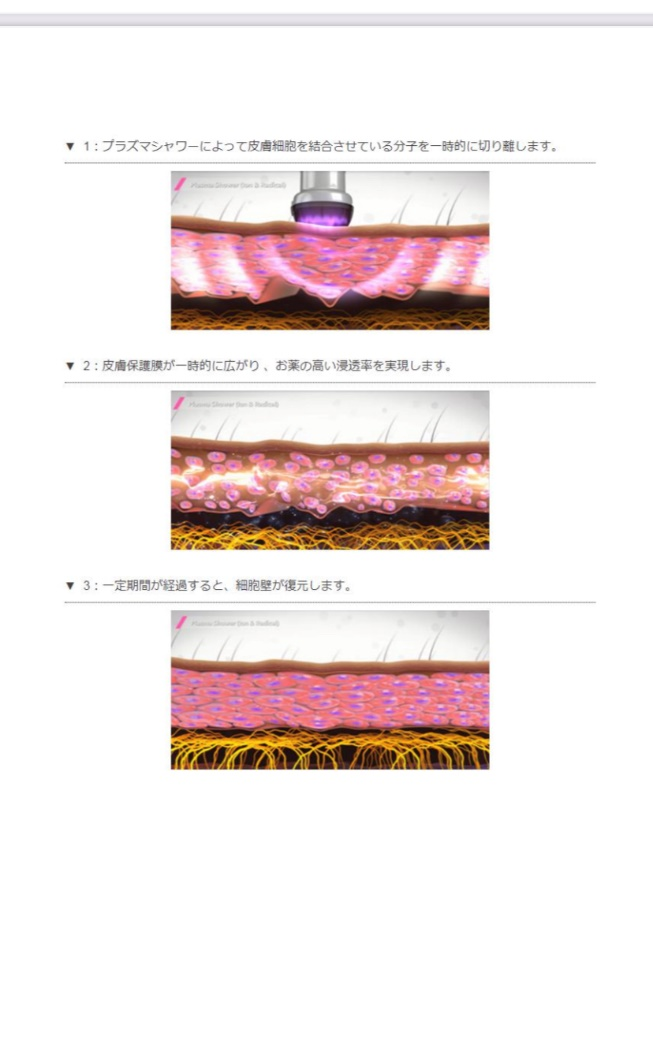 ▼ 1：プラズマシャワーによって皮膚細胞を結合させている分子を一時的に切り離します。
Plasma Shower (Ion & Radical)
▼ 2：皮膚保護膜が一時的に広がり、お薬の高い浸透率を実現します。
Plasma Shower (Ion & Radical)
▼ 3：一定期間が経過すると、細胞壁が復元します。
Plasma Shower (Ion & Radical)